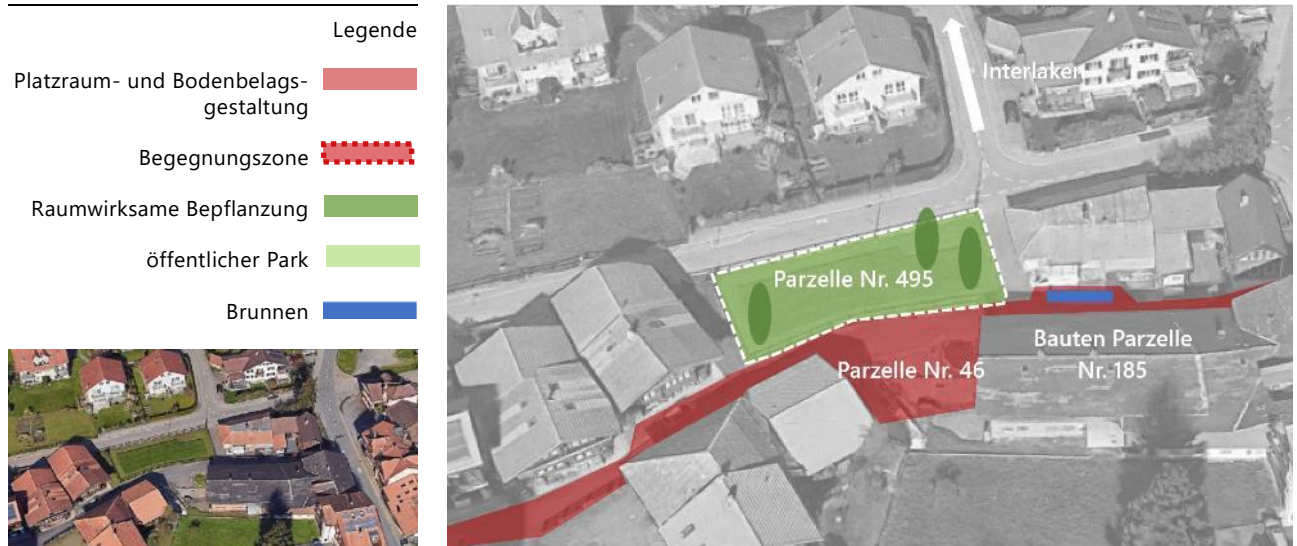 Legende
Platzraum- und Bodenbelags-
gestaltung
Begegnungszone
Raumwirksame Bepflanzung
öffentlicher Park
Brunnen
Interlaken
Parzelle Nr. 495
Parzelle Nr. 46
Bauten Parzelle
Nr. 185